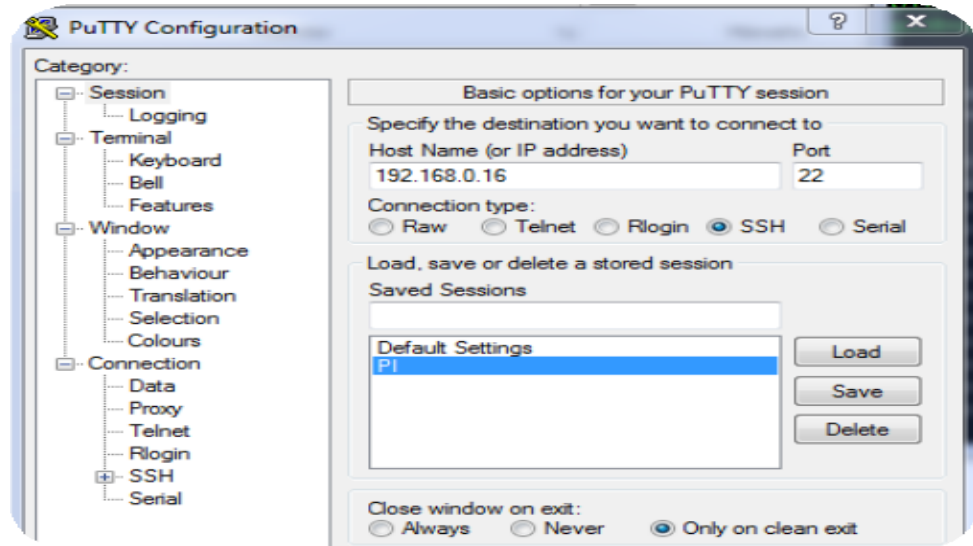 PuTTY Configuration
Category:
Session
Logging
Terminal
Keyboard
Bell
Features
Window
Appearance
Behaviour
Translation
Selection
Colours
Connection
Data
Proxy
Telnet
Rlogin
SSH
Serial
Basic options for your PuTTY session
Specify the destination you want to connect to
Host Name (or IP address) Port
192.168.0.16 22
Connection type:
Raw Telnet Rlogin SSH Serial
Load, save or delete a stored session
Saved Sessions
Default Settings
PI
Load
Save
Delete
Close window on exit:
Always Never Only on clean exit